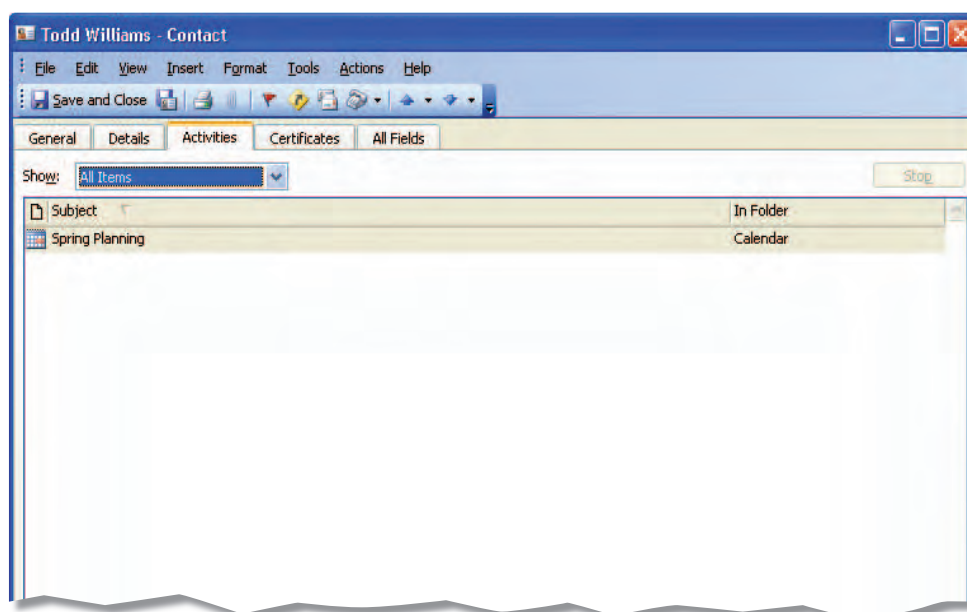 Todd Williams - Contact
File Edit View Insert Format Tools Actions Help
Save and Close
General Details Activities Certificates All Fields
Show: All Items Stop
Subject In Folder
Spring Planning Calendar